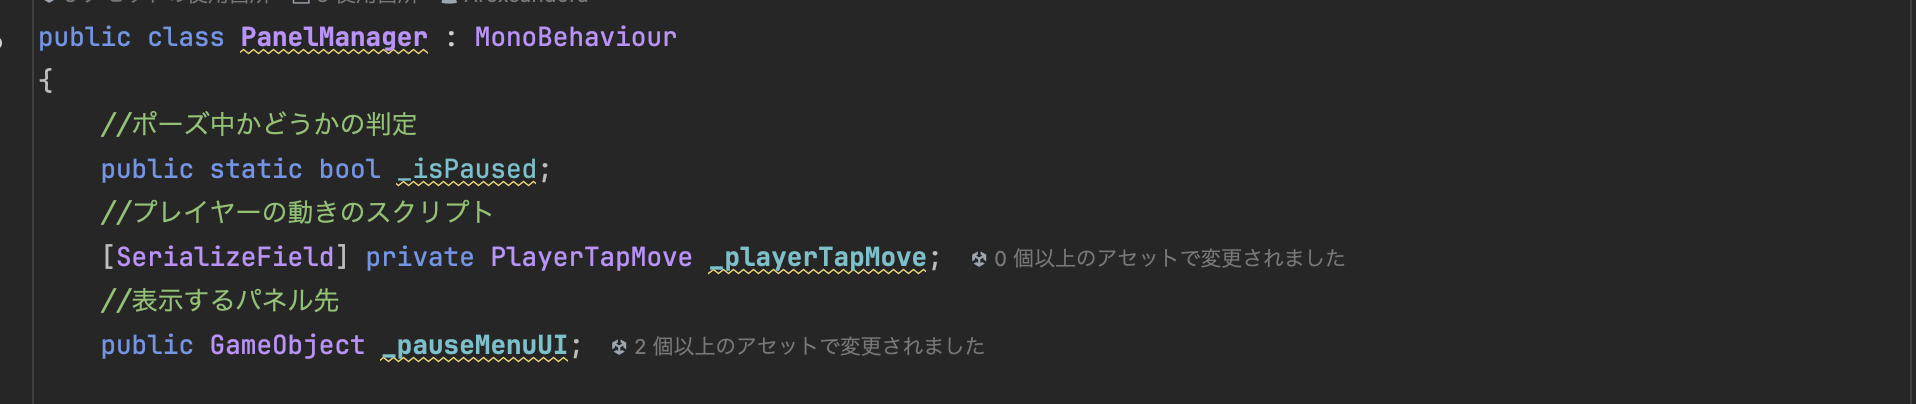 public class PanelManager : MonoBehaviour
{
//ポーズ中かどうかの判定
public static bool _isPaused;
//プレイヤーの動きのスクリプト
[SerializeField] private PlayerTapMove _playerTapMove; 0 個以上のアセットで変更されました
//表示するパネル先
public GameObject _pauseMenuUI; 2 個以上のアセットで変更されました